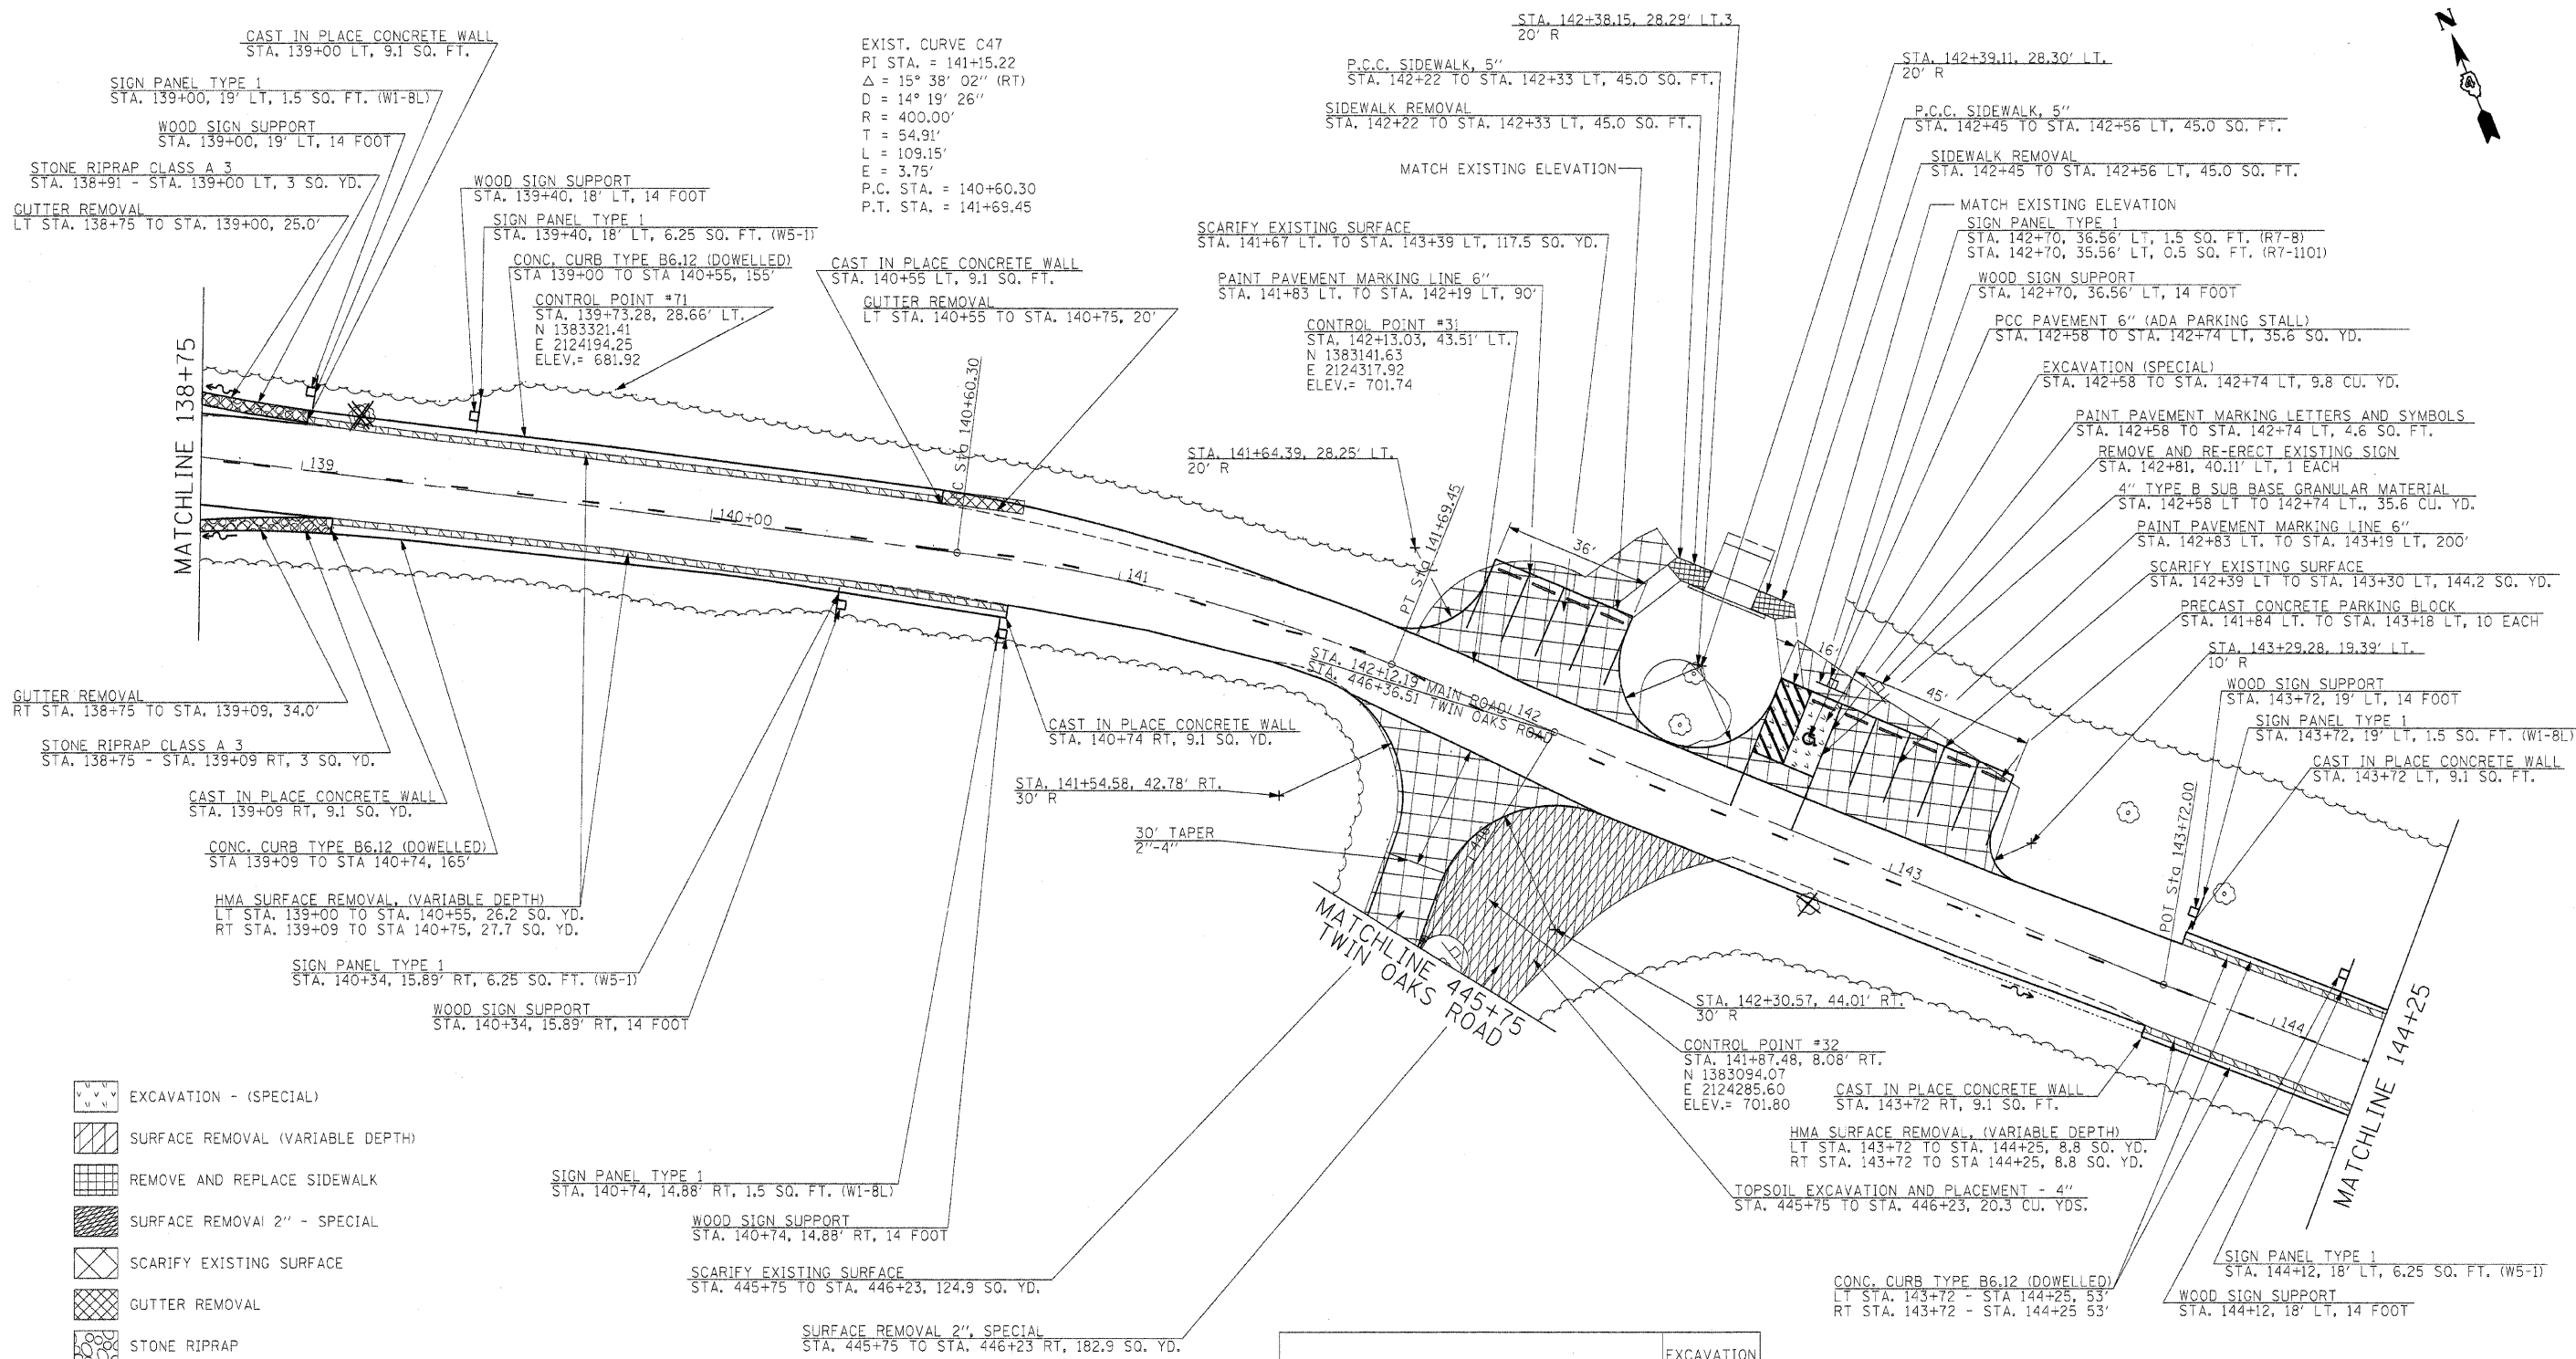 CAST IN PLACE CONCRETE WALL
STA. 139+00 LT, 9.1 SQ. FT.
SIGN PANEL TYPE 1
STA. 139+00, 19' LT, 1.5 SQ. FT. (W1-8L)
WOOD SIGN SUPPORT
STA. 139+00, 19' LT, 14 FOOT
STONE RIPRAP CLASS A 3
STA. 138+91 - STA. 139+00 LT, 3 SQ. YD.
GUTTER REMOVAL
LT STA. 138+75 TO STA. 139+00, 25.0'
WOOD SIGN SUPPORT
STA. 139+40, 18' LT, 14 FOOT
SIGN PANEL TYPE 1
STA. 139+40, 18' LT, 6.25 SQ. FT. (W5-1)
CONC. CURB TYPE B6.12 (DOWELLED)
STA 139+00 TO STA 140+55, 155'
CONTROL POINT #71
STA. 139+73.28, 28.66' LT.
N 1383321.41
E 2124194.25
ELEV.= 681.92
EXIST. CURVE C47
PI STA. = 141+15.22
Δ = 15° 38' 02'' (RT)
D = 14° 19' 26''
R = 400.00'
T = 54.91'
L = 109.15'
E = 3.75'
P.C. STA. = 140+60.30
P.T. STA. = 141+69.45
CAST IN PLACE CONCRETE WALL
STA. 140+55 LT, 9.1 SQ. FT.
GUTTER REMOVAL
LT STA. 140+55 TO STA. 140+75, 20'
STA. 142+38.15, 28.29' LT.3
20' R
P.C.C. SIDEWALK, 5''
STA. 142+22 TO STA. 142+33 LT, 45.0 SQ. FT.
SIDEWALK REMOVAL
STA. 142+22 TO STA. 142+33 LT, 45.0 SQ. FT.
MATCH EXISTING ELEVATION
SCARIFY EXISTING SURFACE
STA. 141+67 LT. TO STA. 143+39 LT, 117.5 SQ. YD.
PAINT PAVEMENT MARKING LINE 6''
STA. 141+83 LT. TO STA. 142+19 LT, 90'
CONTROL POINT #31
STA. 142+13.03, 43.51' LT.
N 1383141.63
E 2124317.92
ELEV.= 701.74
STA. 141+64.39, 28.25' LT.
20' R
N
STA. 142+39.11, 28.30' LT.
20' R
P.C.C. SIDEWALK, 5''
STA. 142+45 TO STA. 142+56 LT, 45.0 SQ. FT.
SIDEWALK REMOVAL
STA. 142+45 TO STA. 142+56 LT, 45.0 SQ. FT.
MATCH EXISTING ELEVATION
SIGN PANEL TYPE 1
STA. 142+70, 36.56' LT, 1.5 SQ. FT. (R7-8)
STA. 142+70, 35.56' LT, 0.5 SQ. FT. (R7-1101)
WOOD SIGN SUPPORT
STA. 142+70, 36.56' LT, 14 FOOT
PCC PAVEMENT 6'' (ADA PARKING STALL)
STA. 142+58 TO STA. 142+74 LT, 35.6 SQ. YD.
EXCAVATION (SPECIAL)
STA. 142+58 TO STA. 142+74 LT, 9.8 CU. YD.
PAINT PAVEMENT MARKING LETTERS AND SYMBOLS
STA. 142+58 TO STA. 142+74 LT, 4.6 SQ. FT.
REMOVE AND RE-ERECT EXISTING SIGN
STA. 142+81, 40.11' LT, 1 EACH
4'' TYPE B SUB BASE GRANULAR MATERIAL
STA. 142+58 LT TO 142+74 LT., 35.6 CU. YD.
PAINT PAVEMENT MARKING LINE 6''
STA. 142+83 LT. TO STA. 143+19 LT, 200'
SCARIFY EXISTING SURFACE
STA. 142+39 LT TO STA. 143+30 LT, 144.2 SQ. YD.
PRECAST CONCRETE PARKING BLOCK
STA. 141+84 LT. TO STA. 143+18 LT, 10 EACH
STA. 143+29.28, 19.39' LT.
10' R
WOOD SIGN SUPPORT
STA. 143+72, 19' LT, 14 FOOT
SIGN PANEL TYPE 1
STA. 143+72, 19' LT, 1.5 SQ. FT. (W1-8L)
CAST IN PLACE CONCRETE WALL
STA. 143+72 LT, 9.1 SQ. FT.
MATCHLINE 138+75
139
140+00
C Sta 140+60.30
141
PT Sta 141+69.45
36'
16'
45'
STA. 142+12.19 MAIN ROAD
STA. 446+36.51 TWIN OAKS ROAD
142
446
143
POT Sta 143+72.00
144
MATCHLINE 144+25
GUTTER REMOVAL
RT STA. 138+75 TO STA. 139+09, 34.0'
STONE RIPRAP CLASS A 3
STA. 138+75 - STA. 139+09 RT, 3 SQ. YD.
CAST IN PLACE CONCRETE WALL
STA. 139+09 RT, 9.1 SQ. YD.
CONC. CURB TYPE B6.12 (DOWELLED)
STA 139+09 TO STA 140+74, 165'
HMA SURFACE REMOVAL, (VARIABLE DEPTH)
LT STA. 139+00 TO STA. 140+55, 26.2 SQ. YD.
RT STA. 139+09 TO STA 140+75, 27.7 SQ. YD.
SIGN PANEL TYPE 1
STA. 140+34, 15.89' RT, 6.25 SQ. FT. (W5-1)
WOOD SIGN SUPPORT
STA. 140+34, 15.89' RT, 14 FOOT
CAST IN PLACE CONCRETE WALL
STA. 140+74 RT, 9.1 SQ. YD.
STA. 141+54.58, 42.78' RT.
30' R
30' TAPER
2''-4''
MATCHLINE 445+75
TWIN OAKS ROAD
STA. 142+30.57, 44.01' RT.
30' R
CONTROL POINT #32
STA. 141+87.48, 8.08' RT.
N 1383094.07
E 2124285.60
ELEV.= 701.80
CAST IN PLACE CONCRETE WALL
STA. 143+72 RT, 9.1 SQ. FT.
HMA SURFACE REMOVAL, (VARIABLE DEPTH)
LT STA. 143+72 TO STA. 144+25, 8.8 SQ. YD.
RT STA. 143+72 TO STA 144+25, 8.8 SQ. YD.
TOPSOIL EXCAVATION AND PLACEMENT - 4''
STA. 445+75 TO STA. 446+23, 20.3 CU. YDS.
SIGN PANEL TYPE 1
STA. 144+12, 18' LT, 6.25 SQ. FT. (W5-1)
CONC. CURB TYPE B6.12 (DOWELLED)
LT STA. 143+72 - STA 144+25, 53'
RT STA. 143+72 - STA. 144+25 53'
WOOD SIGN SUPPORT
STA. 144+12, 18' LT, 14 FOOT
SIGN PANEL TYPE 1
STA. 140+74, 14.88' RT, 1.5 SQ. FT. (W1-8L)
WOOD SIGN SUPPORT
STA. 140+74, 14.88' RT, 14 FOOT
SCARIFY EXISTING SURFACE
STA. 445+75 TO STA. 446+23, 124.9 SQ. YD.
SURFACE REMOVAL 2'', SPECIAL
STA. 445+75 TO STA. 446+23 RT, 182.9 SQ. YD.
EXCAVATION - (SPECIAL)
SURFACE REMOVAL (VARIABLE DEPTH)
REMOVE AND REPLACE SIDEWALK
SURFACE REMOVAl 2'' - SPECIAL
SCARIFY EXISTING SURFACE
GUTTER REMOVAL
STONE RIPRAP
EXCAVATION